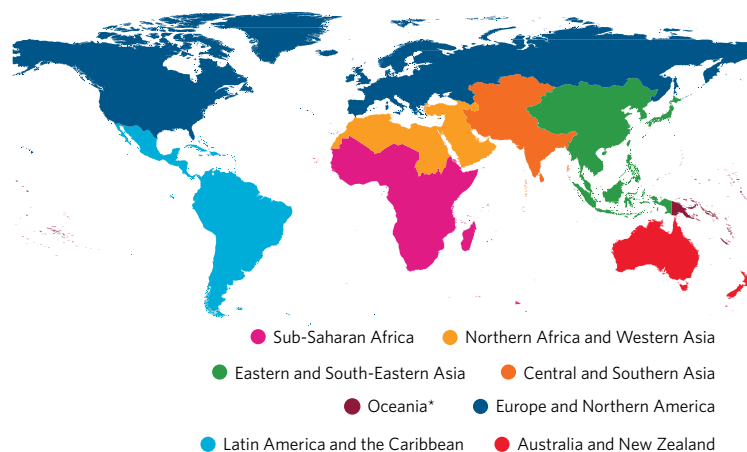 Sub-Saharan Africa Northern Africa and Western Asia
Eastern and South-Eastern Asia Central and Southern Asia
Oceania* Europe and Northern America
Latin America and the Caribbean Australia and New Zealand